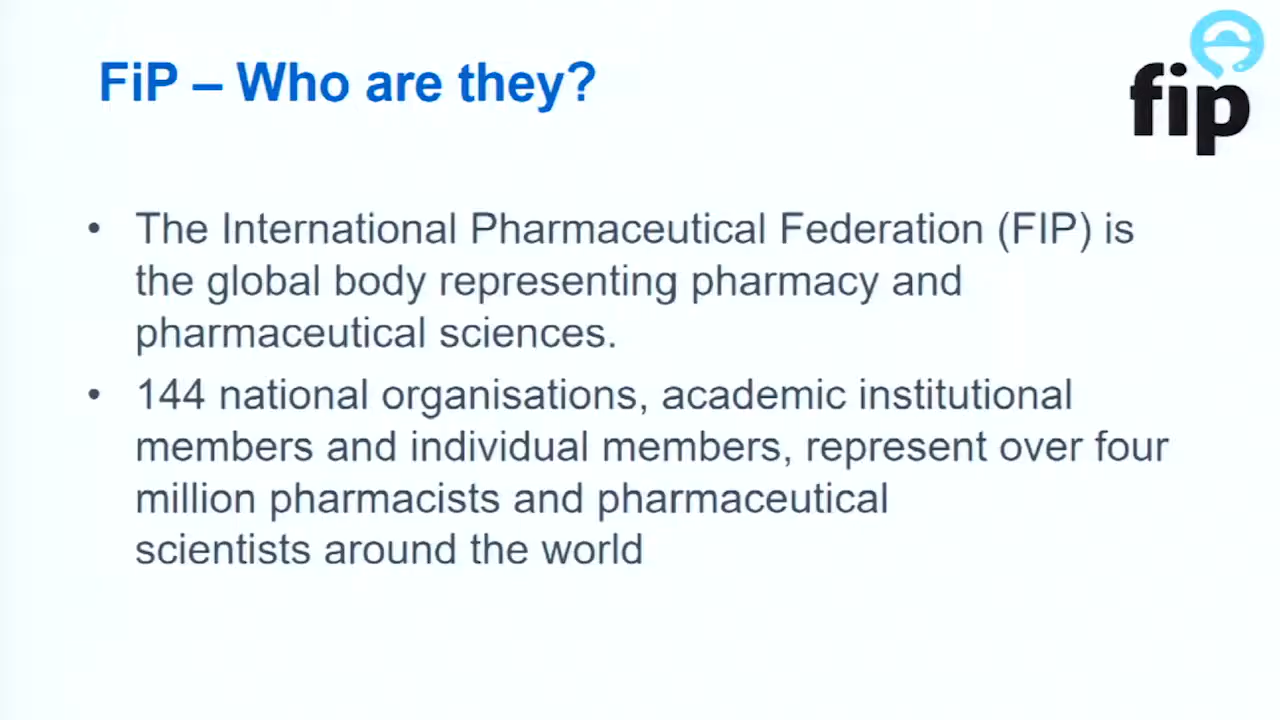 FiP – Who are they?
fip
• The International Pharmaceutical Federation (FIP) is
the global body representing pharmacy and
pharmaceutical sciences.
• 144 national organisations, academic institutional
members and individual members, represent over four
million pharmacists and pharmaceutical
scientists around the world